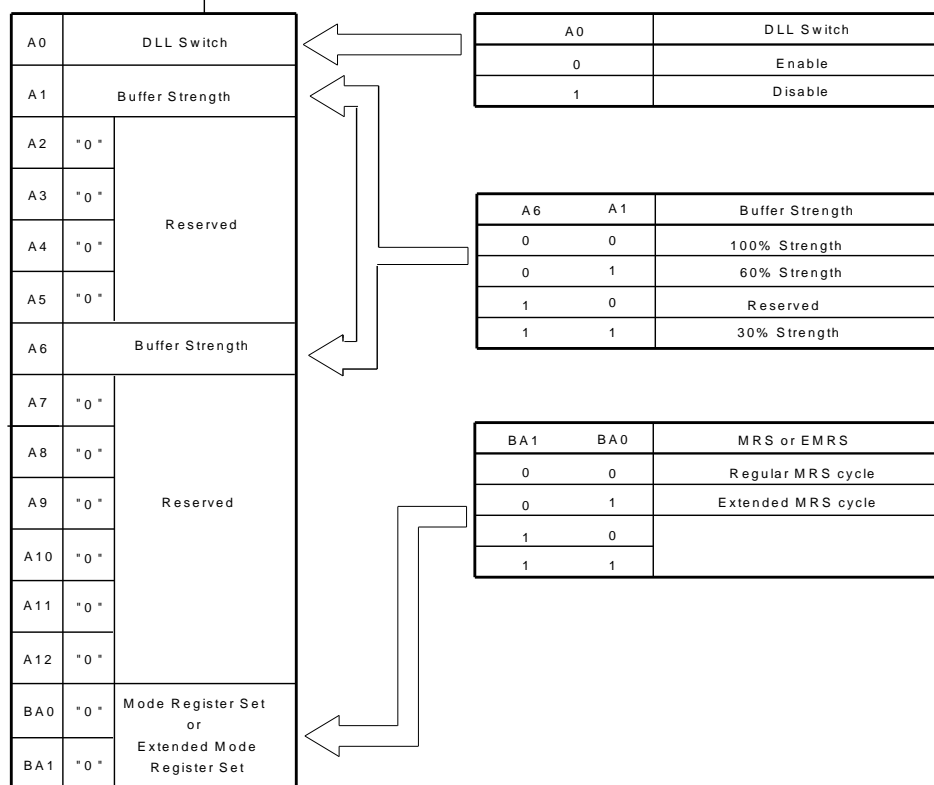 A0 DLL Switch
A1 Buffer Strength
A2 "0"
A3 "0"
Reserved
A4 "0"
A5 "0"
A6 Buffer Strength
A7 "0"
A8 "0"
A9 "0" Reserved
A10 "0"
A11 "0"
A12 "0"
BA0 "0" Mode Register Set
or
Extended Mode
BA1 "0" Register Set
A0 DLL Switch
0 Enable
1 Disable
A6 A1 Buffer Strength
0 0 100% Strength
0 1 60% Strength
1 0 Reserved
1 1 30% Strength
BA1 BA0 MRS or EMRS
0 0 Regular MRS cycle
0 1 Extended MRS cycle
1 0
1 1